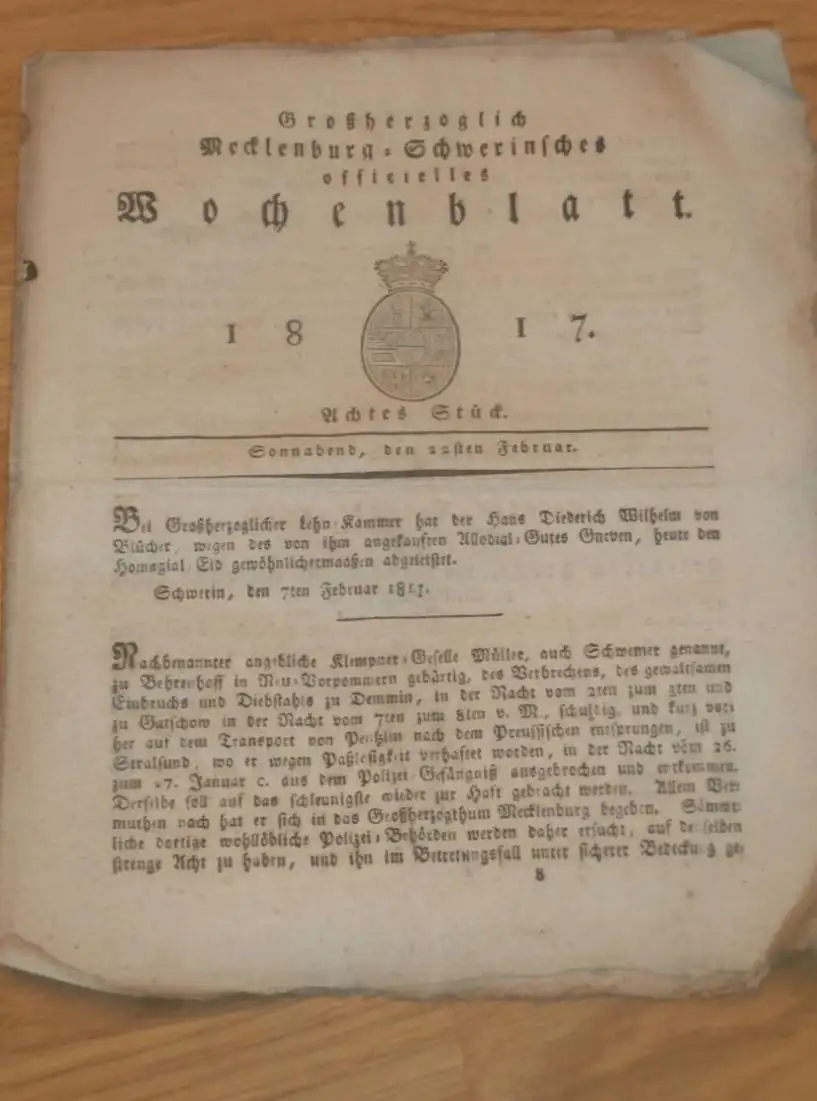 Großherzoglich
Mecklenburg-Schwerinsches
officielles
Wochenblatt.
1817.
Achtes Stück.
Sonnabend, den 22sten Februar.
Bei Großherzoglicher Lehn-Kammer hat der Hans Diederich Wilhelm von
Blücher, wegen des von ihm angekauften Allodial-Gutes Gneven, heute den
Homagial Eid gewöhnlichermaaßen abgeleistet.
Schwerin, den 7ten Februar 1817.
Nachbenannter angebliche Klempner-Geselle Müller, auch Schwemer genannt,
zu Behrenhoff in Neu-Vorpommern gebürtig, des Verbrechens, des gewaltsamen
Einbruchs und Diebstahls zu Demmin, in der Nacht vom 2ten zum 3ten und
zu Gatschow in der Nacht vom 7ten zum 8ten v. M., schuldig und kurz vor-
her auf dem Transport von Penzlin nach dem Preussischen entsprungen, ist zu
Stralsund, wo er wegen Paßlosigkeit verhaftet worden, in der Nacht vom 26.
zum 27. Januar c. aus dem Polizei Gefängniß ausgebrochen und entkommen.
Derselbe soll auf das schleunigste wieder zur Haft gebracht werden. Allem Ver-
muthen nach hat er sich in das Großherzogthum Mecklenburg begeben. Sämmt-
liche dortige wohllöbliche Polizei-Behörden werden daher ersucht, auf denselben
strenge Acht zu haben, und ihn im Betretungsfall unter sicherer Bedeckung ge-
8